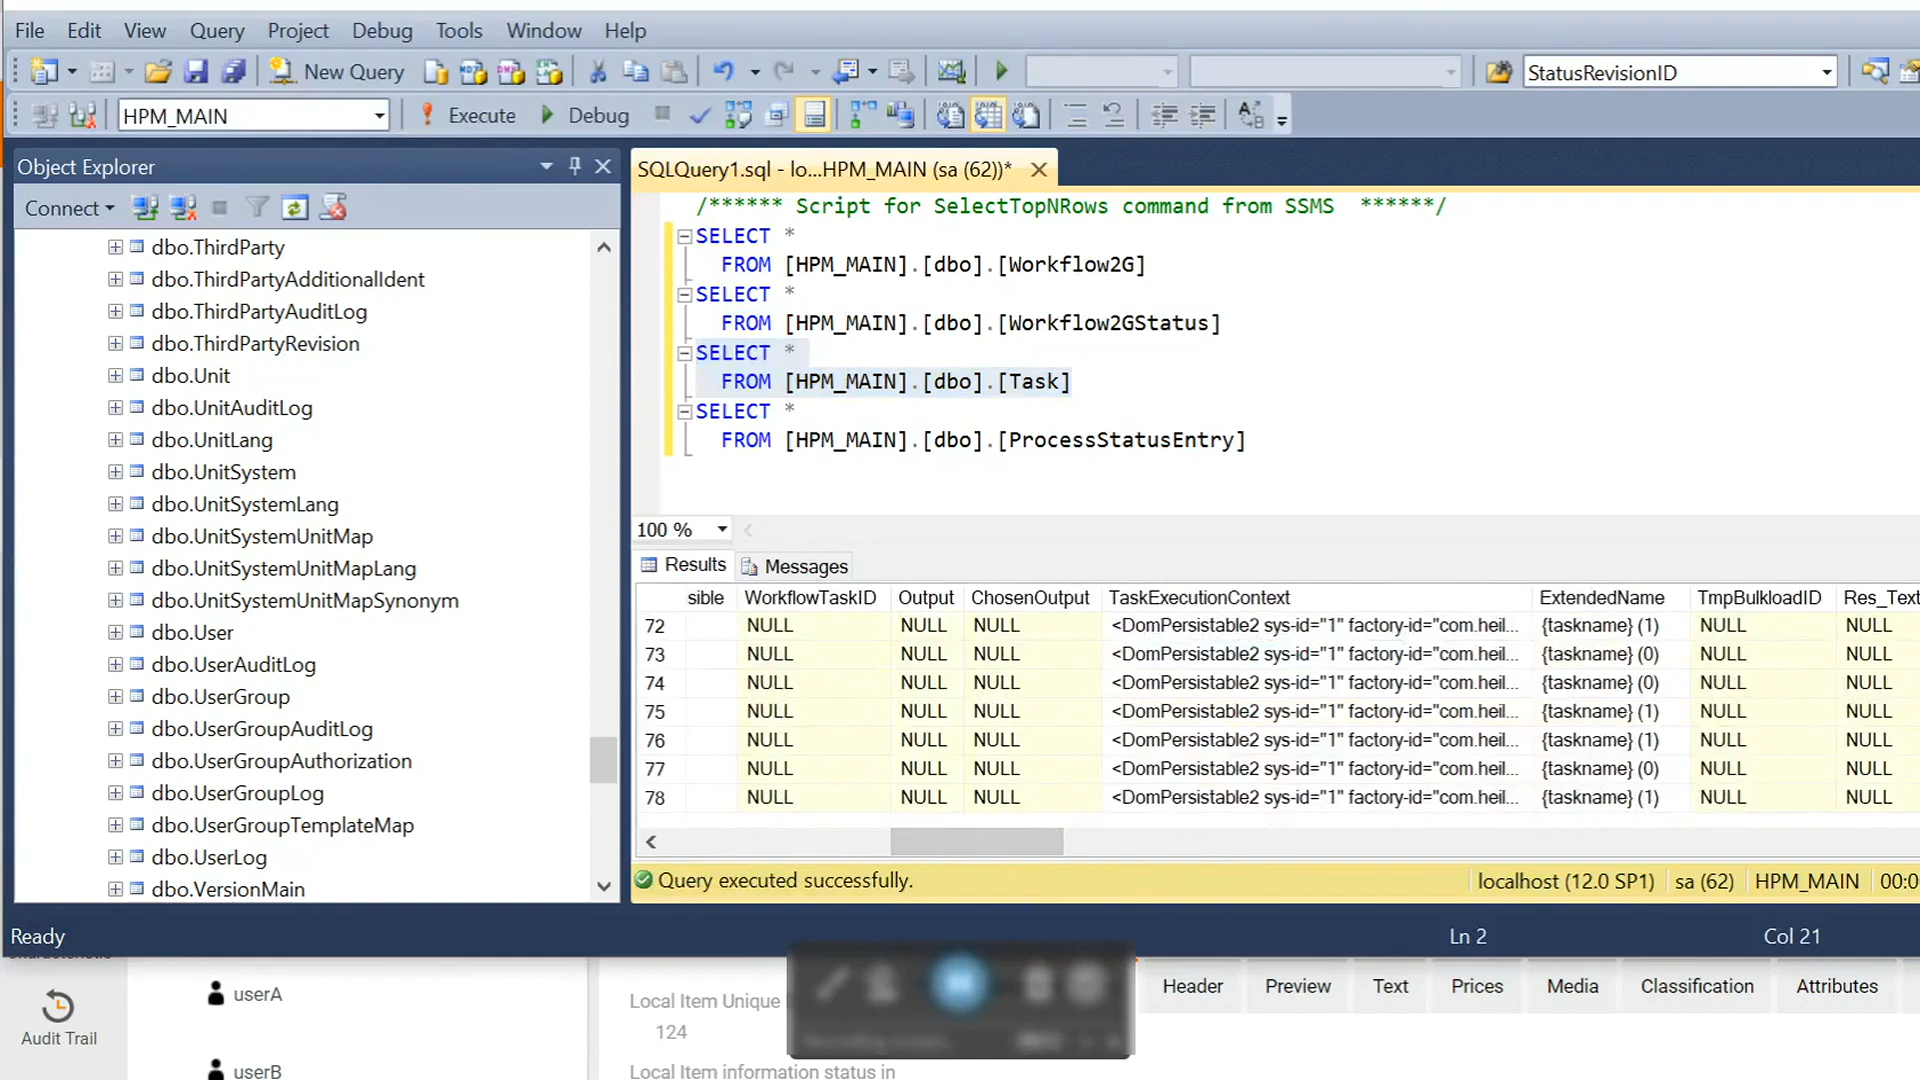 File Edit View Query Project Debug Tools Window Help
New Query StatusRevisionID
HPM_MAIN Execute Debug
Object Explorer
Connect
dbo.ThirdParty
dbo.ThirdPartyAdditionalIdent
dbo.ThirdPartyAuditLog
dbo.ThirdPartyRevision
dbo.Unit
dbo.UnitAuditLog
dbo.UnitLang
dbo.UnitSystem
dbo.UnitSystemLang
dbo.UnitSystemUnitMap
dbo.UnitSystemUnitMapLang
dbo.UnitSystemUnitMapSynonym
dbo.User
dbo.UserAuditLog
dbo.UserGroup
dbo.UserGroupAuditLog
dbo.UserGroupAuthorization
dbo.UserGroupLog
dbo.UserGroupTemplateMap
dbo.UserLog
dbo.VersionMain
SQLQuery1.sql - lo...HPM_MAIN (sa (62))*
/****** Script for SelectTopNRows command from SSMS ******/
SELECT *
FROM [HPM_MAIN].[dbo].[Workflow2G]
SELECT *
FROM [HPM_MAIN].[dbo].[Workflow2GStatus]
SELECT *
FROM [HPM_MAIN].[dbo].[Task]
SELECT *
FROM [HPM_MAIN].[dbo].[ProcessStatusEntry]
100 %
Results Messages
sible WorkflowTaskID Output ChosenOutput TaskExecutionContext ExtendedName TmpBulkloadID Res_Text
72 NULL NULL NULL <DomPersistable2 sys-id="1" factory-id="com.heil... {taskname} (1) NULL NULL
73 NULL NULL NULL <DomPersistable2 sys-id="1" factory-id="com.heil... {taskname} (0) NULL NULL
74 NULL NULL NULL <DomPersistable2 sys-id="1" factory-id="com.heil... {taskname} (0) NULL NULL
75 NULL NULL NULL <DomPersistable2 sys-id="1" factory-id="com.heil... {taskname} (1) NULL NULL
76 NULL NULL NULL <DomPersistable2 sys-id="1" factory-id="com.heil... {taskname} (1) NULL NULL
77 NULL NULL NULL <DomPersistable2 sys-id="1" factory-id="com.heil... {taskname} (0) NULL NULL
78 NULL NULL NULL <DomPersistable2 sys-id="1" factory-id="com.heil... {taskname} (1) NULL NULL
Query executed successfully. localhost (12.0 SP1) sa (62) HPM_MAIN 00:0
Ready Ln 2 Col 21
Audit Trail
userA
userB
Local Item Unique
124
Local Item information status in
Header Preview Text Prices Media Classification Attributes